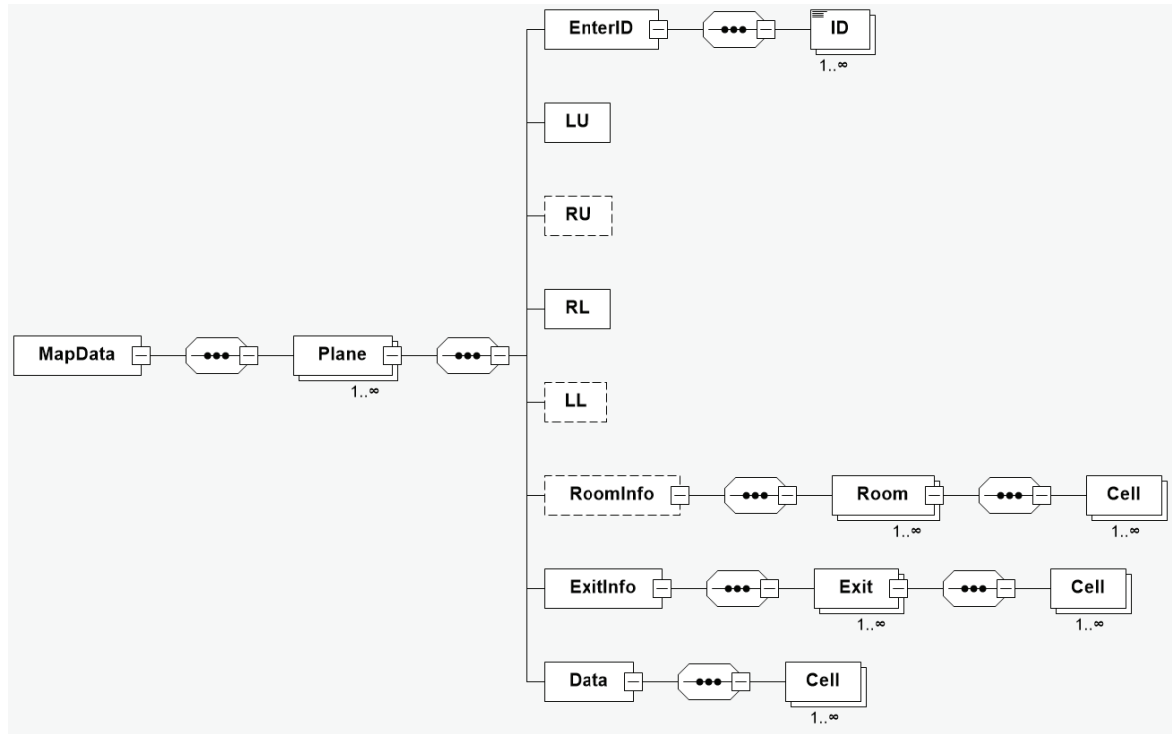 EnterID
ID
1..∞
LU
RU
RL
MapData
Plane
1..∞
LL
RoomInfo
Room
1..∞
Cell
1..∞
ExitInfo
Exit
1..∞
Cell
1..∞
Data
Cell
1..∞